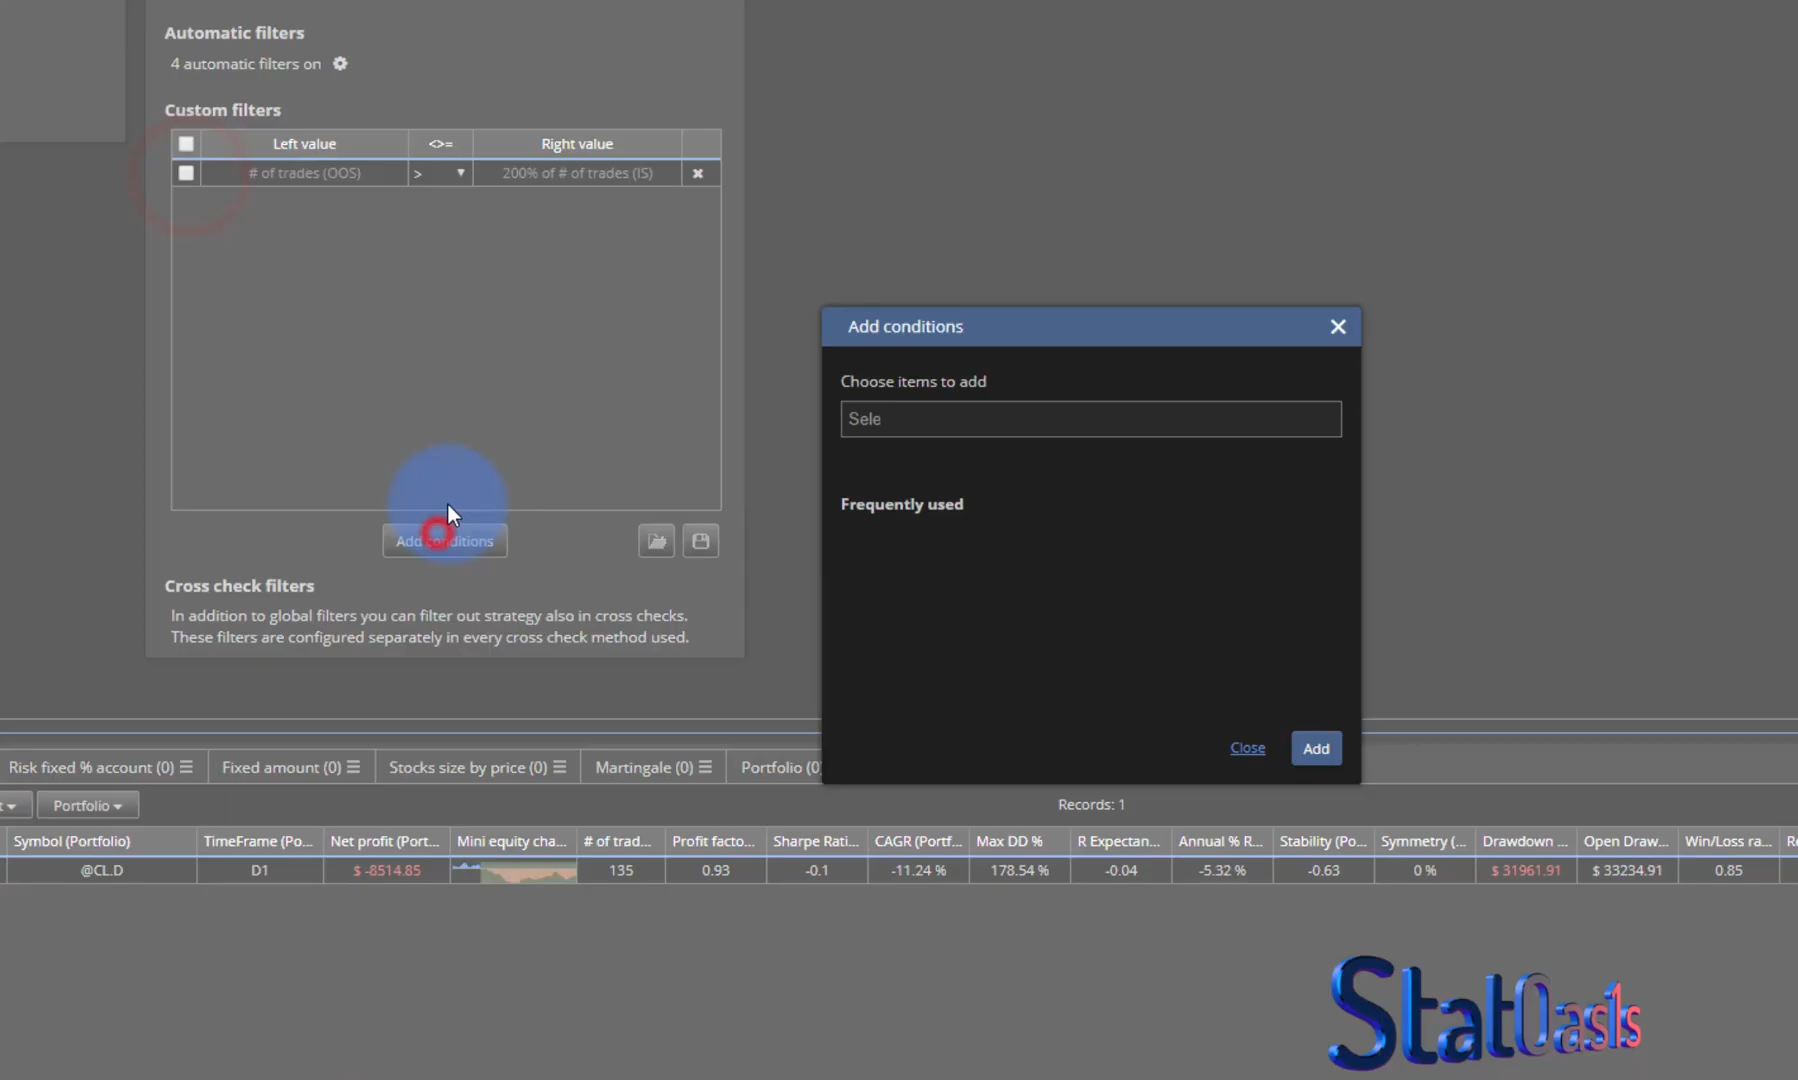 Automatic filters
4 automatic filters on
Custom filters
Left value <>= Right value
# of trades (OOS) > 200% of # of trades (IS)
Add conditions
Choose items to add
Sele
Frequently used
Add conditions
Cross check filters
In addition to global filters you can filter out strategy also in cross checks.
These filters are configured separately in every cross check method used.
Close Add
Risk fixed % account (0) Fixed amount (0) Stocks size by price (0) Martingale (0) Portfolio (0)
Portfolio Records: 1
Symbol (Portfolio) TimeFrame (Po... Net profit (Port... Mini equity cha... # of trad... Profit facto... Sharpe Rati... CAGR (Portf... Max DD % R Expectan... Annual % R... Stability (Po... Symmetry (... Drawdown ... Open Draw... Win/Loss ra...
@CL.D D1 $ -8514.85 135 0.93 -0.1 -11.24 % 178.54 % -0.04 -5.32 % -0.63 0 % $ 31961.91 $ 33234.91 0.85
StatOasis